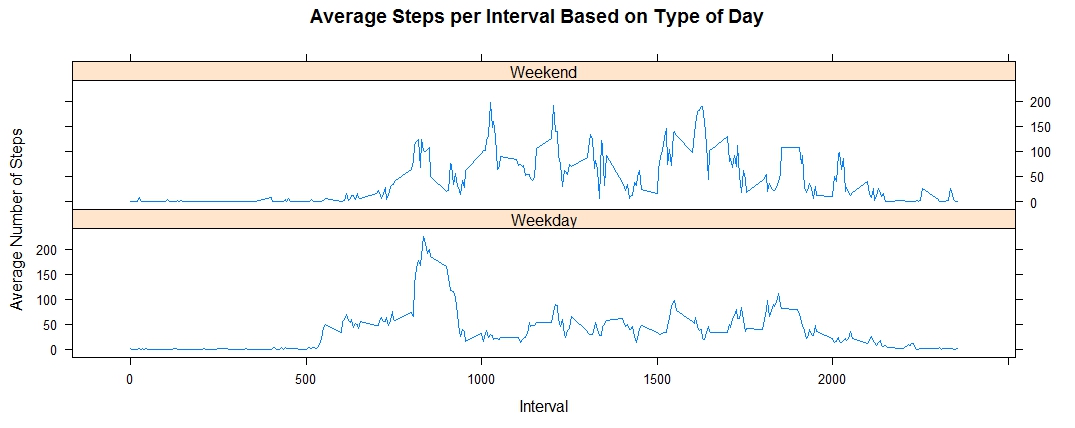 Average Steps per Interval Based on Type of Day
Weekend
200
150
100
50
0
Average Number of Steps
Weekday
200
150
100
50
0
0 500 1000 1500 2000
Interval